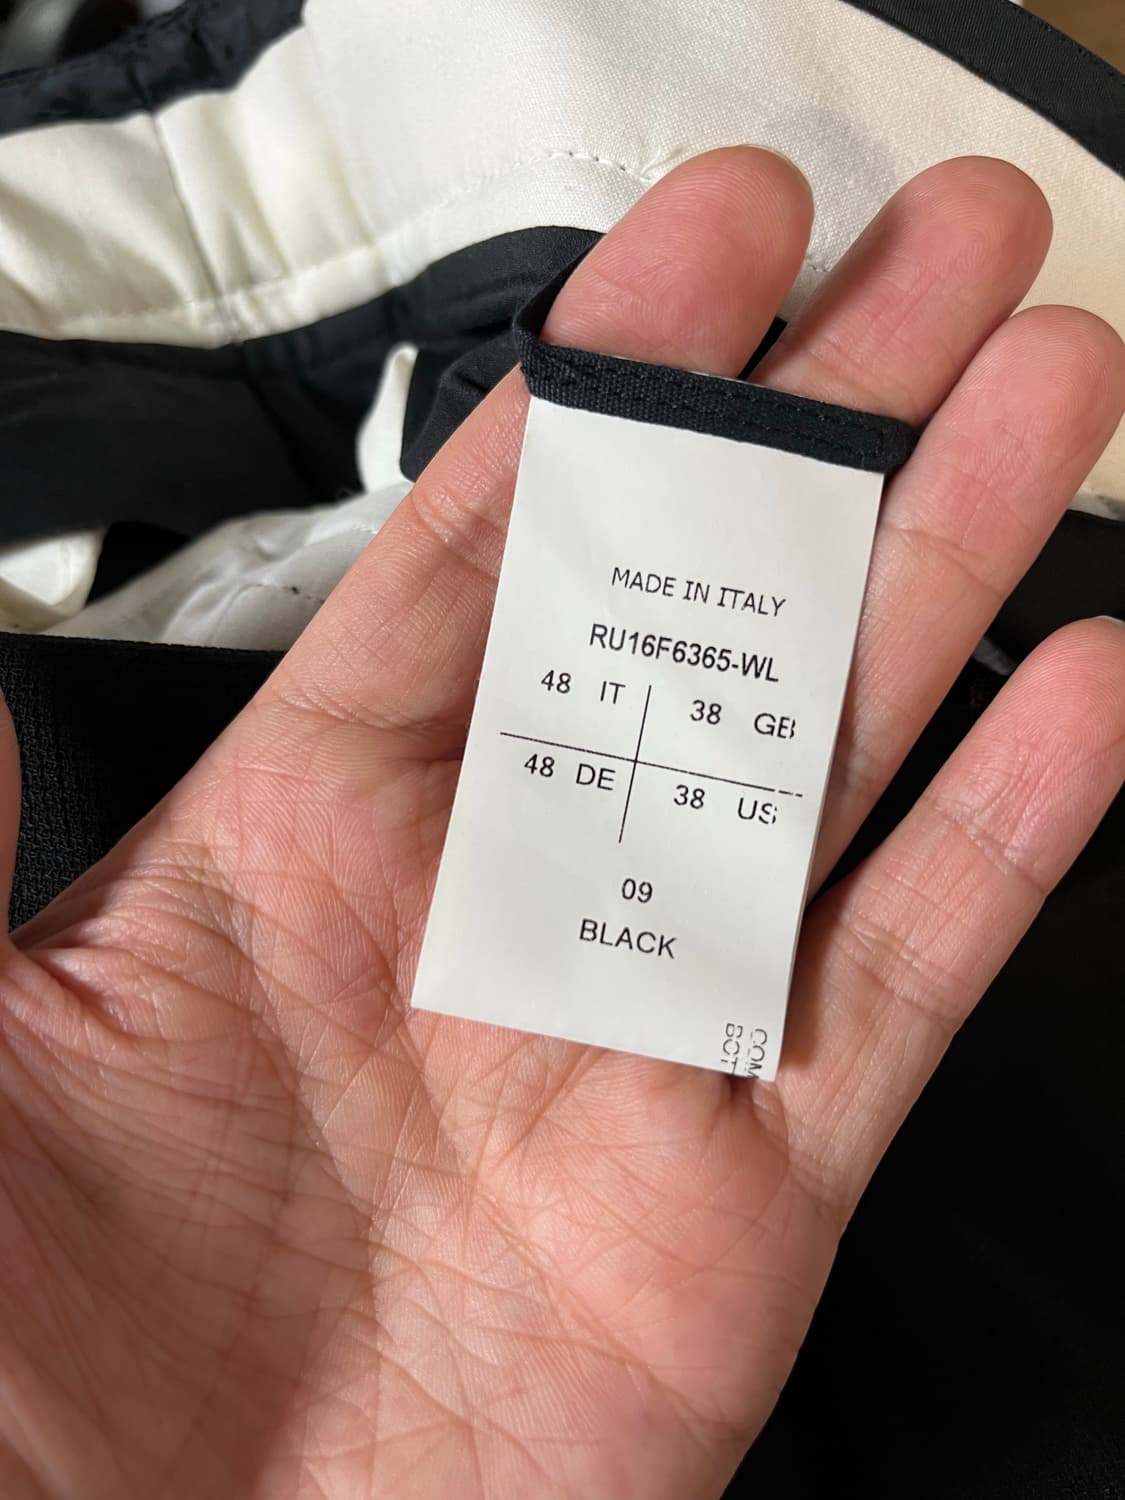 MADE IN ITALY
RU16F6365-WL
48 IT 38 GB
48 DE 38 US
09
BLACK